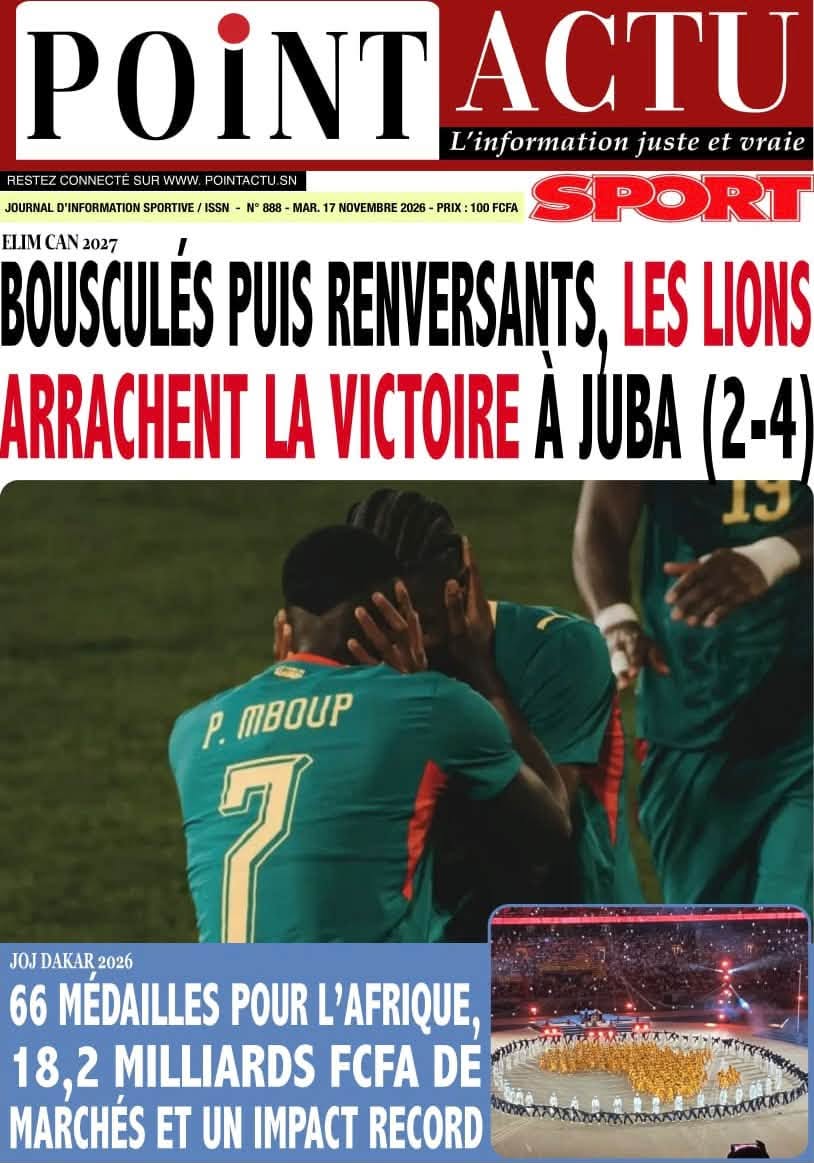 POINT ACTU
L'information juste et vraie
RESTEZ CONNECTÉ SUR WWW. POINTACTU.SN
SPORT
JOURNAL D'INFORMATION SPORTIVE / ISSN - N° 888 - MAR. 17 NOVEMBRE 2026 - PRIX : 100 FCFA
ELIM CAN 2027
BOUSCULÉS PUIS RENVERSANTS, LES LIONS
ARRACHENT LA VICTOIRE À JUBA (2-4)
19
P. MBOUP
7
JOJ DAKAR 2026
66 MÉDAILLES POUR L'AFRIQUE,
18,2 MILLIARDS FCFA DE
MARCHÉS ET UN IMPACT RECORD